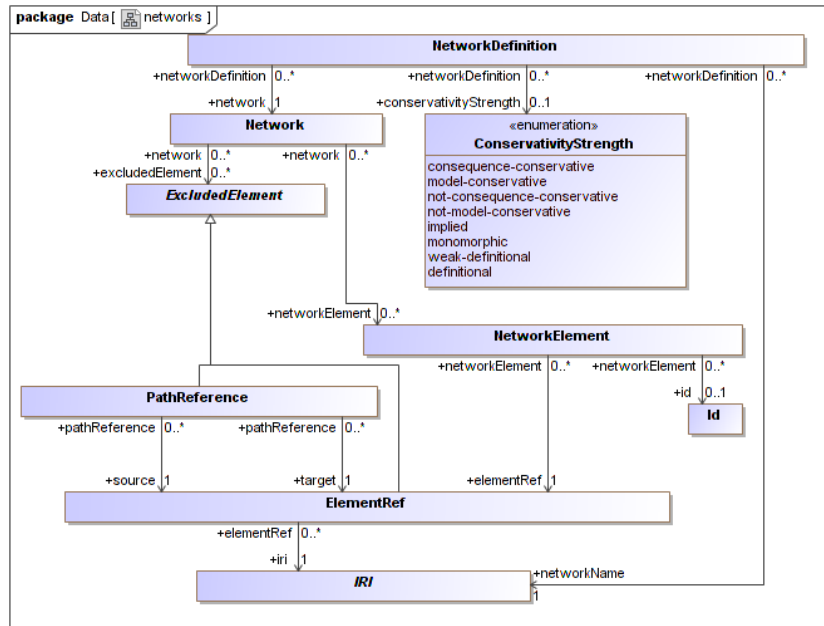 package Data[ networks ]
NetworkDefinition
+networkDefinition 0..* +networkDefinition 0..* +networkDefinition 0..*
+network 1 +conservativityStrength 0..1
Network
«enumeration»
ConservativityStrength
+network 0..* +network 0..*
+excludedElement 0..*
ExcludedElement
consequence-conservative
model-conservative
not-consequence-conservative
not-model-conservative
implied
monomorphic
weak-definitional
definitional
+networkElement 0..*
NetworkElement
+networkElement 0..* +networkElement 0..*
+id 0..1
Id
PathReference
+pathReference 0..* +pathReference 0..*
+source 1 +target 1 +elementRef 1
ElementRef
+elementRef 0..*
+iri 1
IRI
+networkName
1